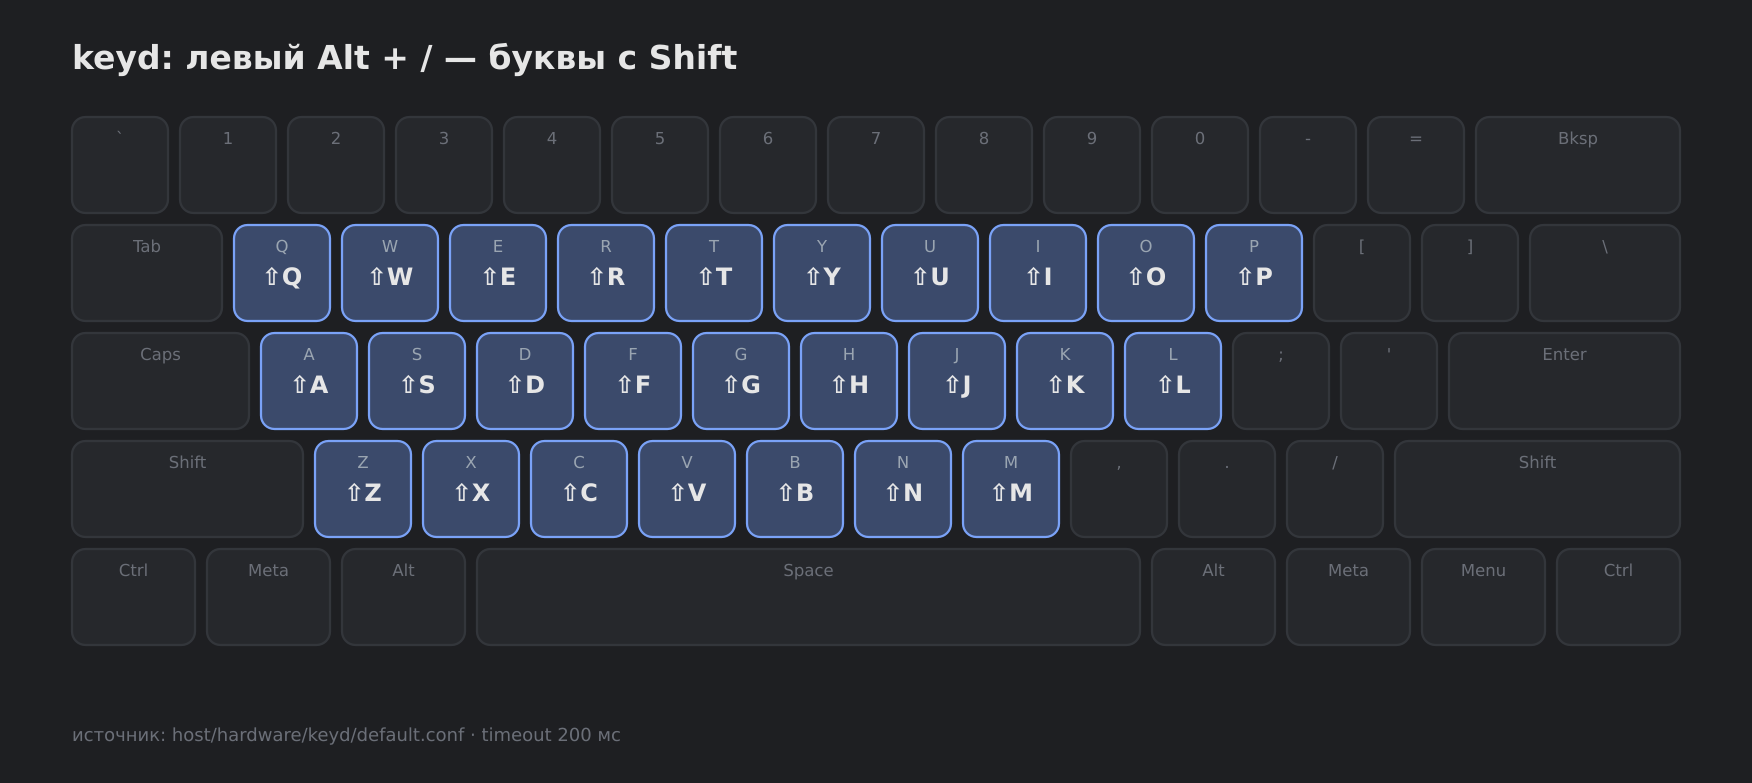 keyd: левый Alt + / — буквы с Shift
` 1 2 3 4 5 6 7 8 9 0 - = Bksp
Tab Q W E R T Y U I O P [ ] \
⇧Q ⇧W ⇧E ⇧R ⇧T ⇧Y ⇧U ⇧I ⇧O ⇧P
Caps A S D F G H J K L ; ' Enter
⇧A ⇧S ⇧D ⇧F ⇧G ⇧H ⇧J ⇧K ⇧L
Shift Z X C V B N M , . / Shift
⇧Z ⇧X ⇧C ⇧V ⇧B ⇧N ⇧M
Ctrl Meta Alt Space Alt Meta Menu Ctrl
источник: host/hardware/keyd/default.conf · timeout 200 мс